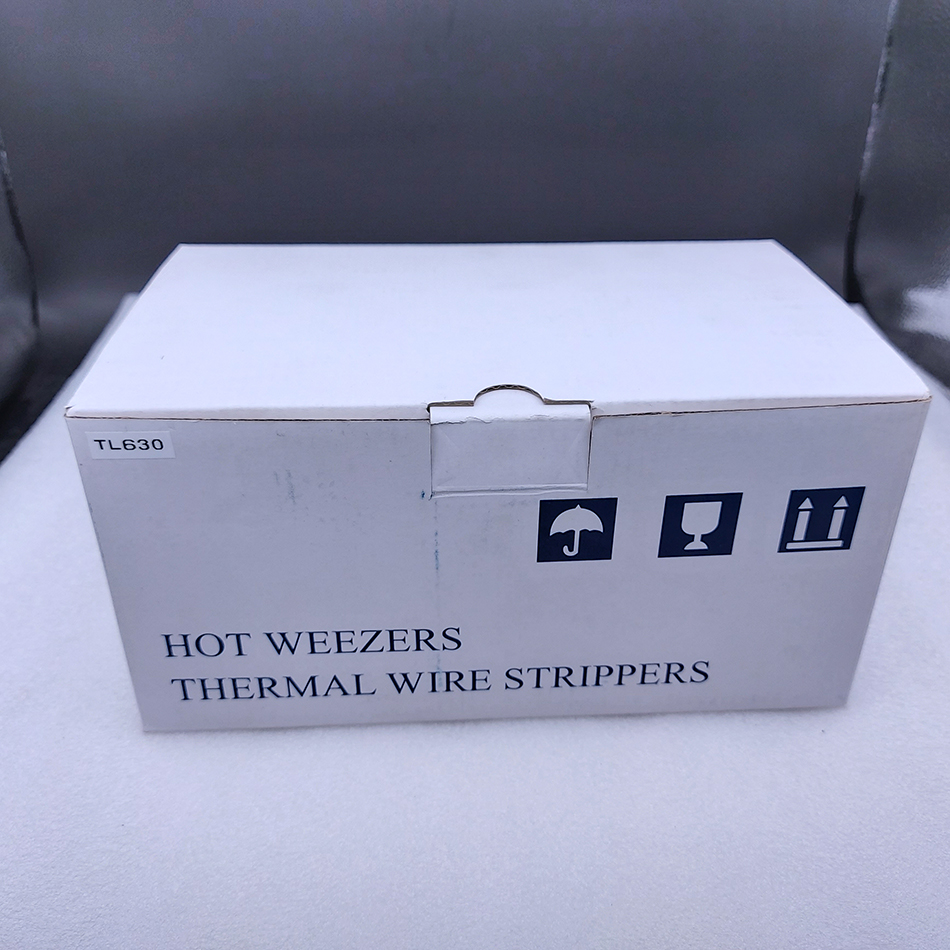 TL630
HOT WEEZERS
THERMAL WIRE STRIPPERS